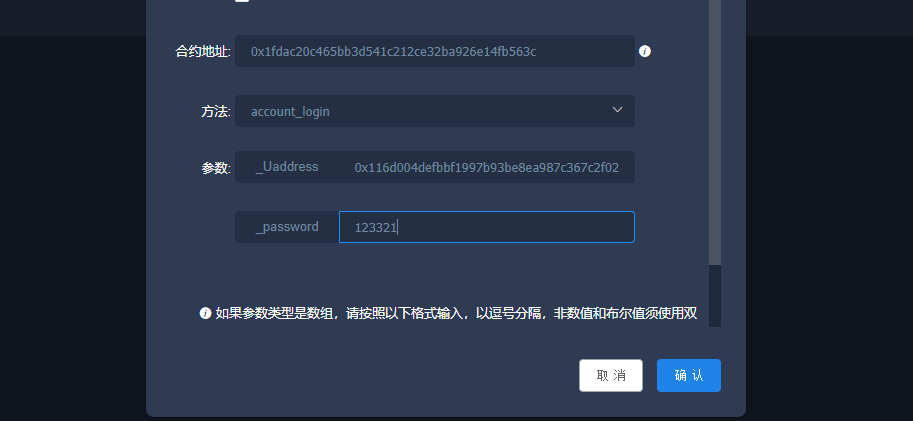 合约地址: 0x1fdac20c465bb3d541c212ce32ba926e14fb563c
方法: account_login
参数: _Uaddress 0x116d004defbbf1997b93be8ea987c367c2f02
_password 123321
如果参数类型是数组，请按照以下格式输入，以逗号分隔，非数值和布尔值须使用双
取 消 确 认